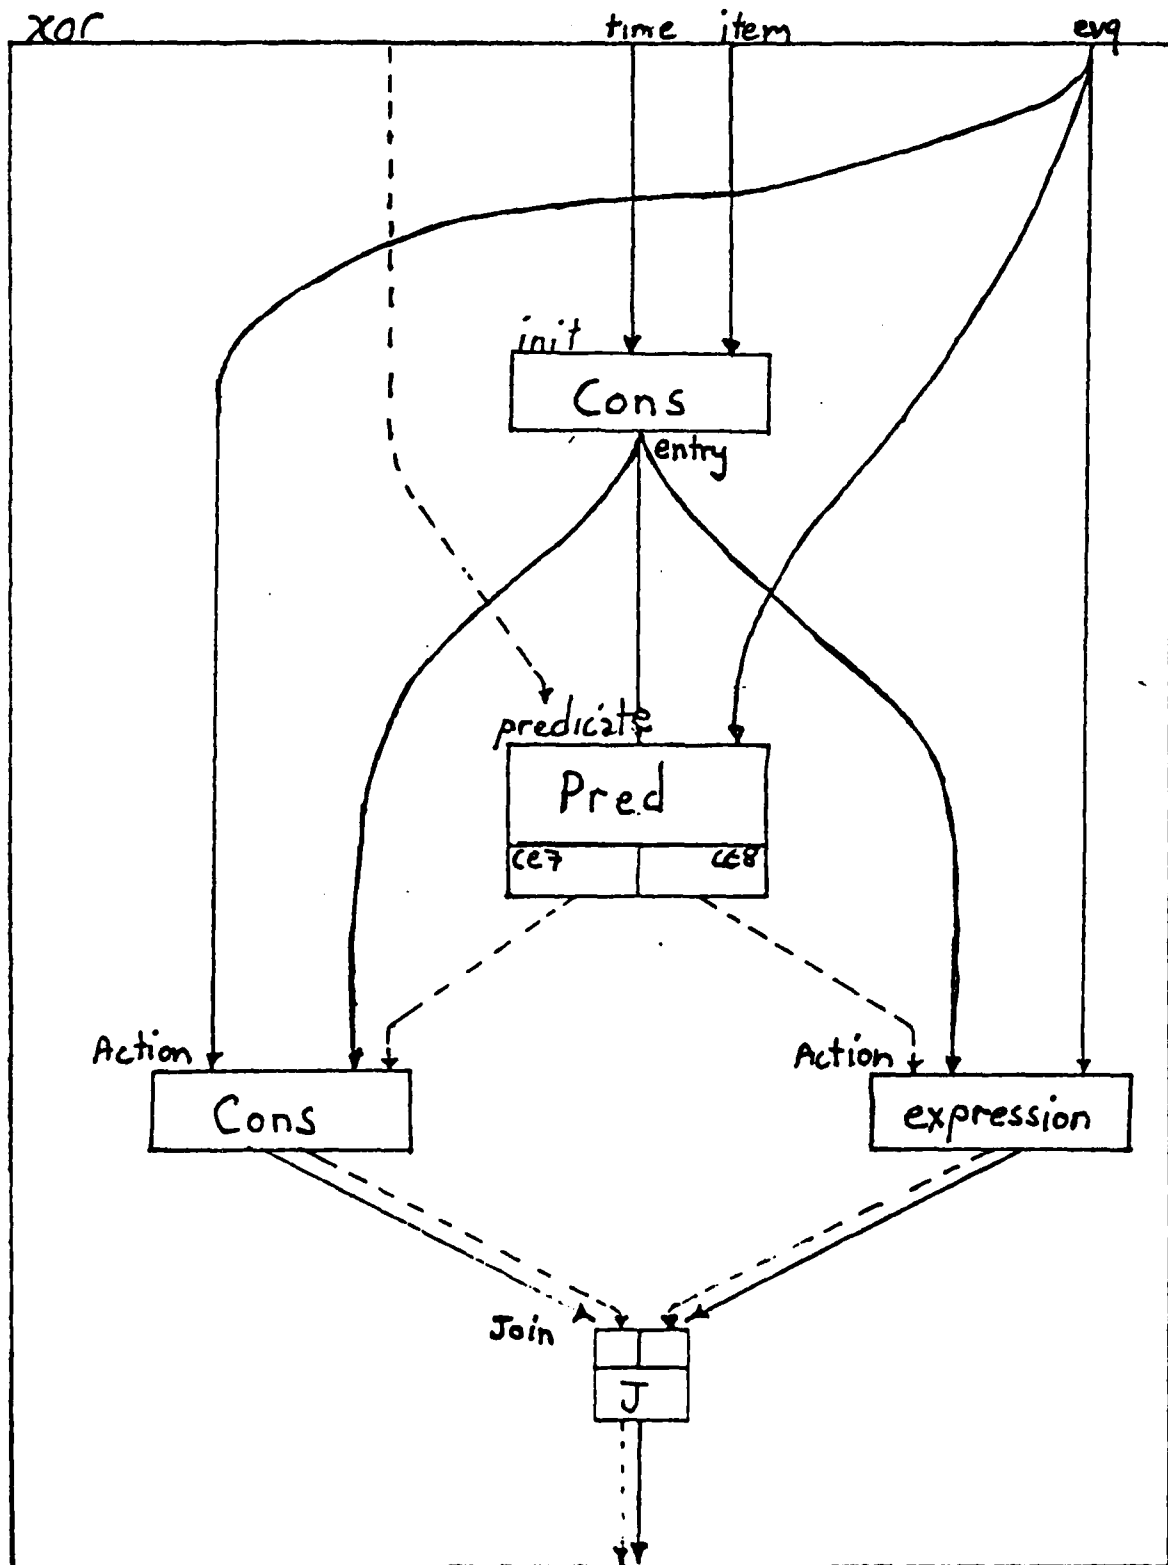 xor
time item evq
init
Cons
entry
predicate
Pred
ce7 ce8
Action Action
Cons expression
Join
J